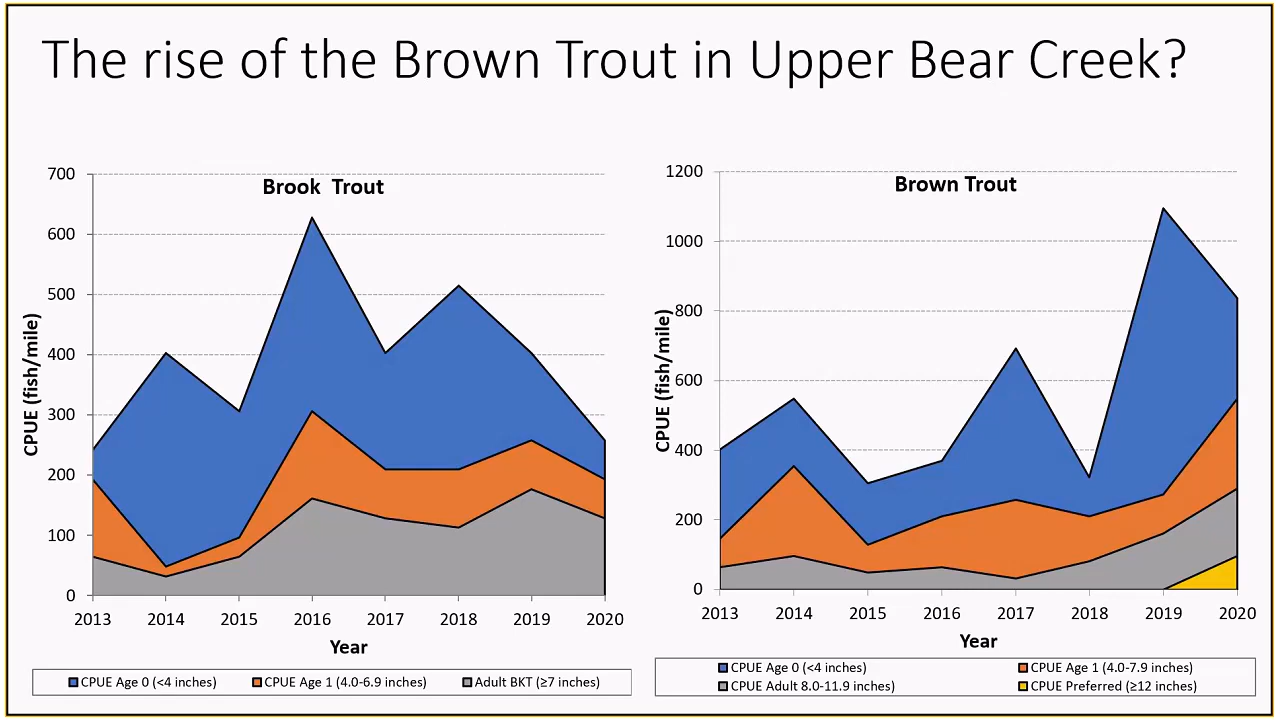 The rise of the Brown Trout in Upper Bear Creek?
Brook Trout
700
600
500
400
300
200
100
0
CPUE (fish/mile)
2013 2014 2015 2016 2017 2018 2019 2020
Year
CPUE Age 0 (<4 inches) CPUE Age 1 (4.0-6.9 inches) Adult BKT (≥7 inches)
Brown Trout
1200
1000
800
600
400
200
0
CPUE (fish/mile)
2013 2014 2015 2016 2017 2018 2019 2020
Year
CPUE Age 0 (<4 inches) CPUE Age 1 (4.0-7.9 inches)
CPUE Adult 8.0-11.9 inches) CPUE Preferred (≥12 inches)